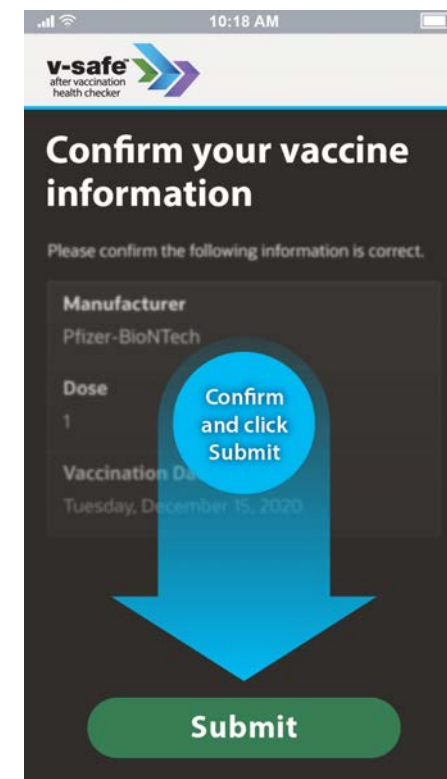 10:18 AM
v-safe
after vaccination
health checker
Confirm your vaccine
information
Please confirm the following information is correct.
Manufacturer
Pfizer-BioNTech
Dose
1
Confirm
and click
Submit
Vaccination Da
Tuesday, December 15, 2020
Submit